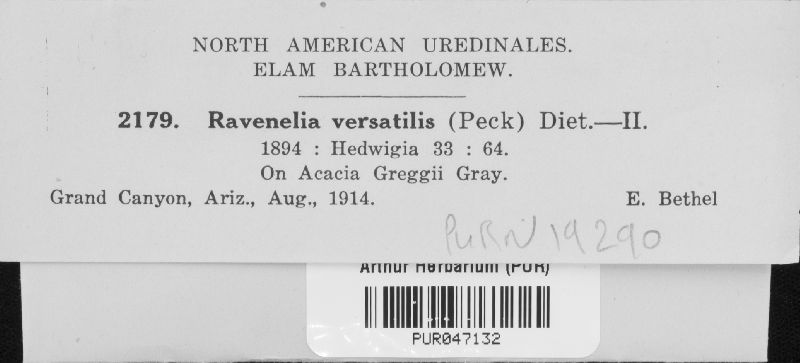 NORTH AMERICAN UREDINALES.
ELAM BARTHOLOMEW.
2179. Ravenelia versatilis (Peck) Diet.—II.
1894 : Hedwigia 33 : 64.
On Acacia Greggii Gray.
Grand Canyon, Ariz., Aug., 1914. E. Bethel
PURN 19290
Arthur Herbarium (PUR)
PUR047132